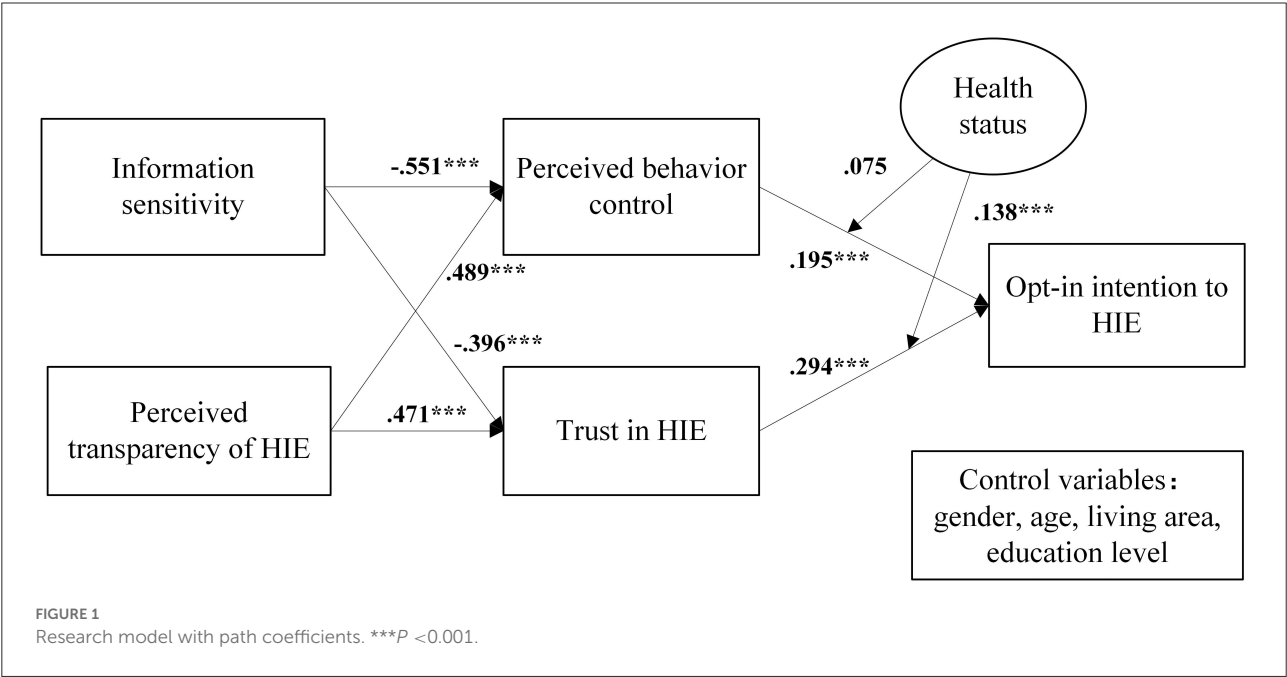 Health
status
Information
sensitivity
-.551***
Perceived behavior
control
.075
.138***
.195***
.489***
Opt-in intention to
HIE
-.396***
.294***
Perceived
transparency of HIE
.471***
Trust in HIE
Control variables：
gender, age, living area,
education level
FIGURE 1
Research model with path coefficients. ***P <0.001.